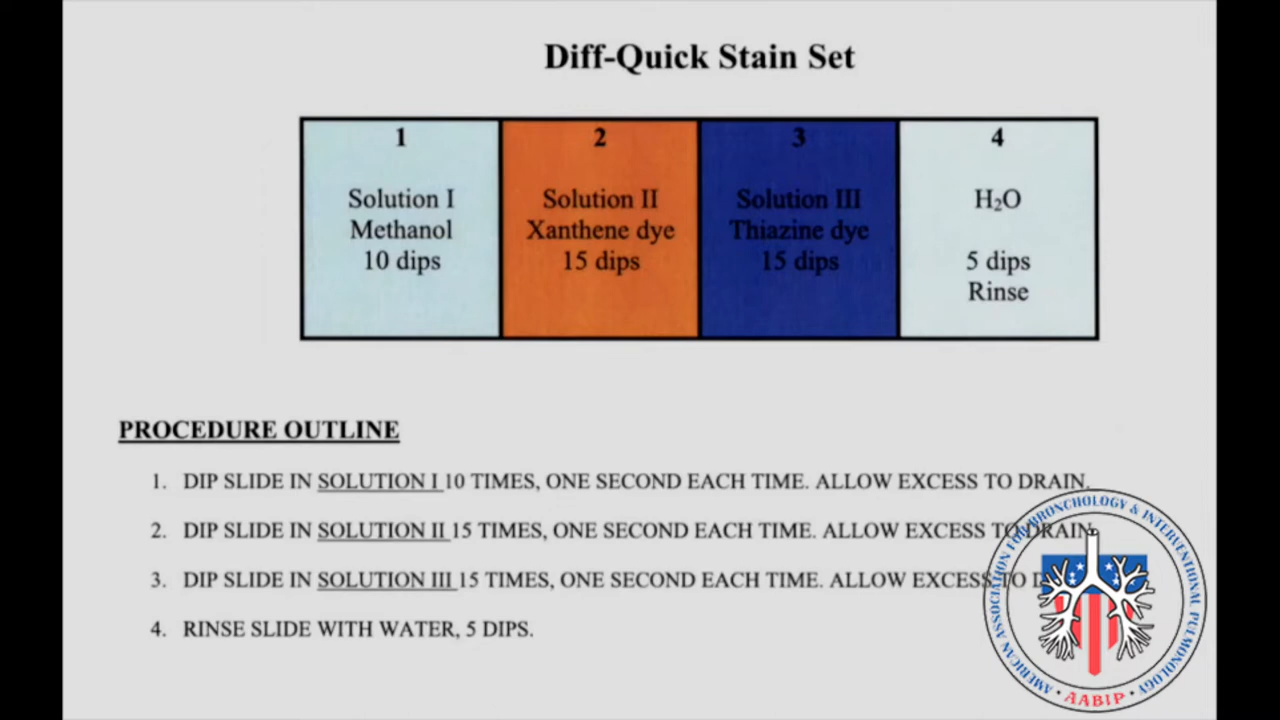 Diff-Quick Stain Set
1
Solution I
Methanol
10 dips
2
Solution II
Xanthene dye
15 dips
3
Solution III
Thiazine dye
15 dips
4
H₂O
5 dips
Rinse
PROCEDURE OUTLINE
1. DIP SLIDE IN SOLUTION I 10 TIMES, ONE SECOND EACH TIME. ALLOW EXCESS TO DRAIN.
2. DIP SLIDE IN SOLUTION II 15 TIMES, ONE SECOND EACH TIME. ALLOW EXCESS TO DRAIN.
3. DIP SLIDE IN SOLUTION III 15 TIMES, ONE SECOND EACH TIME. ALLOW EXCESS TO
4. RINSE SLIDE WITH WATER, 5 DIPS.
AMERICAN ASSOCIATION FOR BRONCHOLOGY & INTERVENTIONAL PULMONOLOGY
• AABIP •